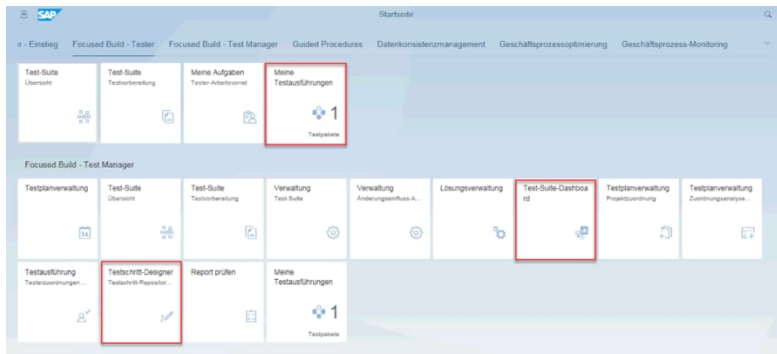 SAP
Startseite
r - Einstieg Focused Build - Tester Focused Build - Test Manager Guided Procedures Datenkonsistenzmanagement Geschäftsprozessoptimierung Geschäftsprozess-Monitoring
Test-Suite
Übersicht
Test-Suite
Testvorbereitung
Meine Aufgaben
Tester-Arbeitsvorrat
Meine
Testausführungen
1
Testpakete
Focused Build - Test Manager
Testplanverwaltung
Test-Suite
Übersicht
Test-Suite
Testvorbereitung
Verwaltung
Test-Suite
Verwaltung
Änderungseinfluss-A...
Lösungsverwaltung
Test-Suite-Dashboa
rd
Testplanverwaltung
Projektzuordnung
Testplanverwaltung
Zuordnungsanalyse...
Testausführung
Testerzuordnungen...
Testschritt-Designer
Testschritt-Repositor...
Report prüfen
Meine
Testausführungen
1
Testpakete